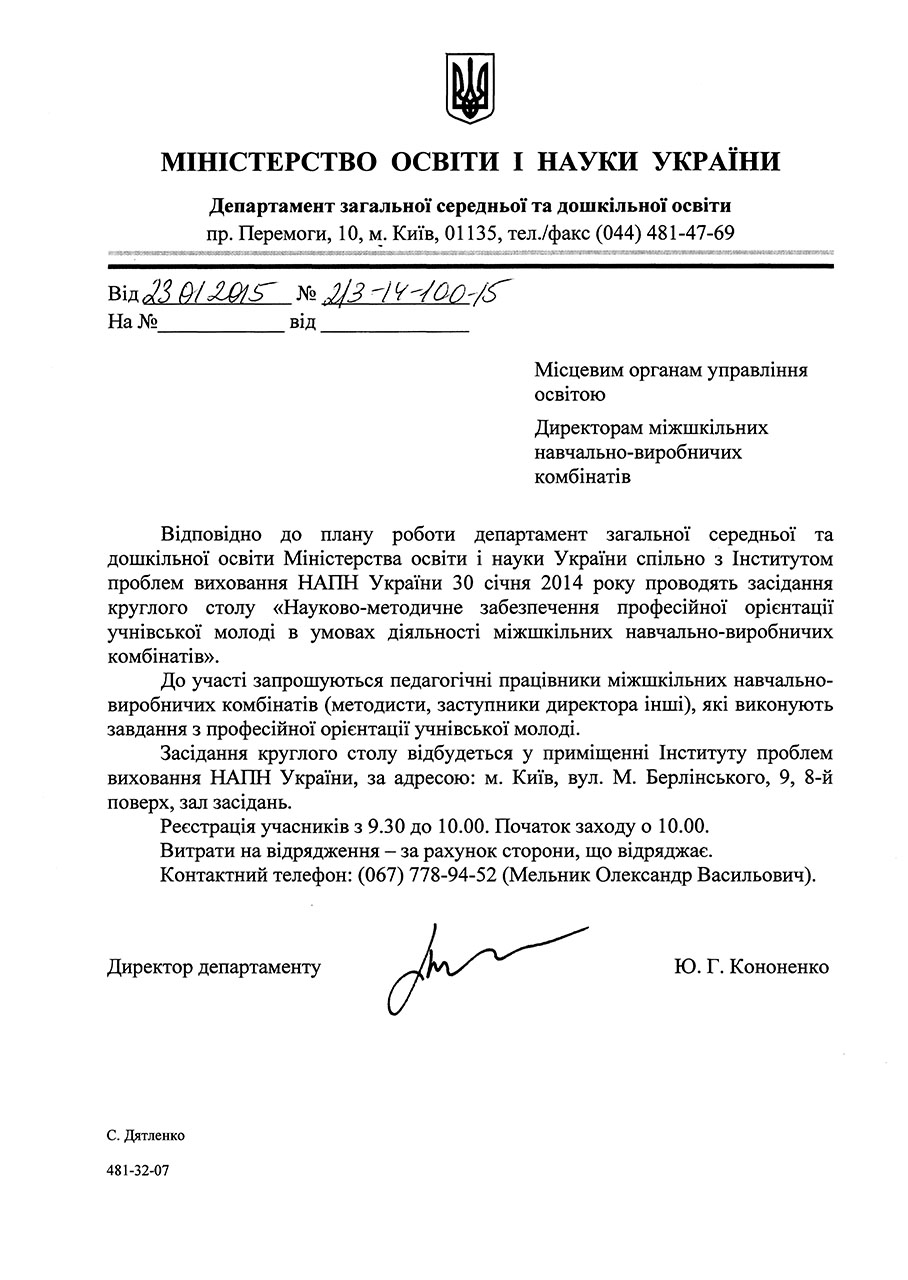 МІНІСТЕРСТВО ОСВІТИ І НАУКИ УКРАЇНИ
Департамент загальної середньої та дошкільної освіти
пр. Перемоги, 10, м. Київ, 01135, тел./факс (044) 481-47-69
Від 23 01 2015 № 2/3-14-100-15
На №____________ від ______________
Місцевим органам управління
освітою
Директорам міжшкільних
навчально-виробничих
комбінатів
Відповідно до плану роботи департамент загальної середньої та
дошкільної освіти Міністерства освіти і науки України спільно з Інститутом
проблем виховання НАПН України 30 січня 2014 року проводять засідання
круглого столу «Науково-методичне забезпечення професійної орієнтації
учнівської молоді в умовах діяльності міжшкільних навчально-виробничих
комбінатів».
До участі запрошуються педагогічні працівники міжшкільних навчально-
виробничих комбінатів (методисти, заступники директора інші), які виконують
завдання з професійної орієнтації учнівської молоді.
Засідання круглого столу відбудеться у приміщенні Інституту проблем
виховання НАПН України, за адресою: м. Київ, вул. М. Берлінського, 9, 8-й
поверх, зал засідань.
Реєстрація учасників з 9.30 до 10.00. Початок заходу о 10.00.
Витрати на відрядження – за рахунок сторони, що відряджає.
Контактний телефон: (067) 778-94-52 (Мельник Олександр Васильович).
Директор департаменту Ю. Г. Кононенко
С. Дятленко
481-32-07